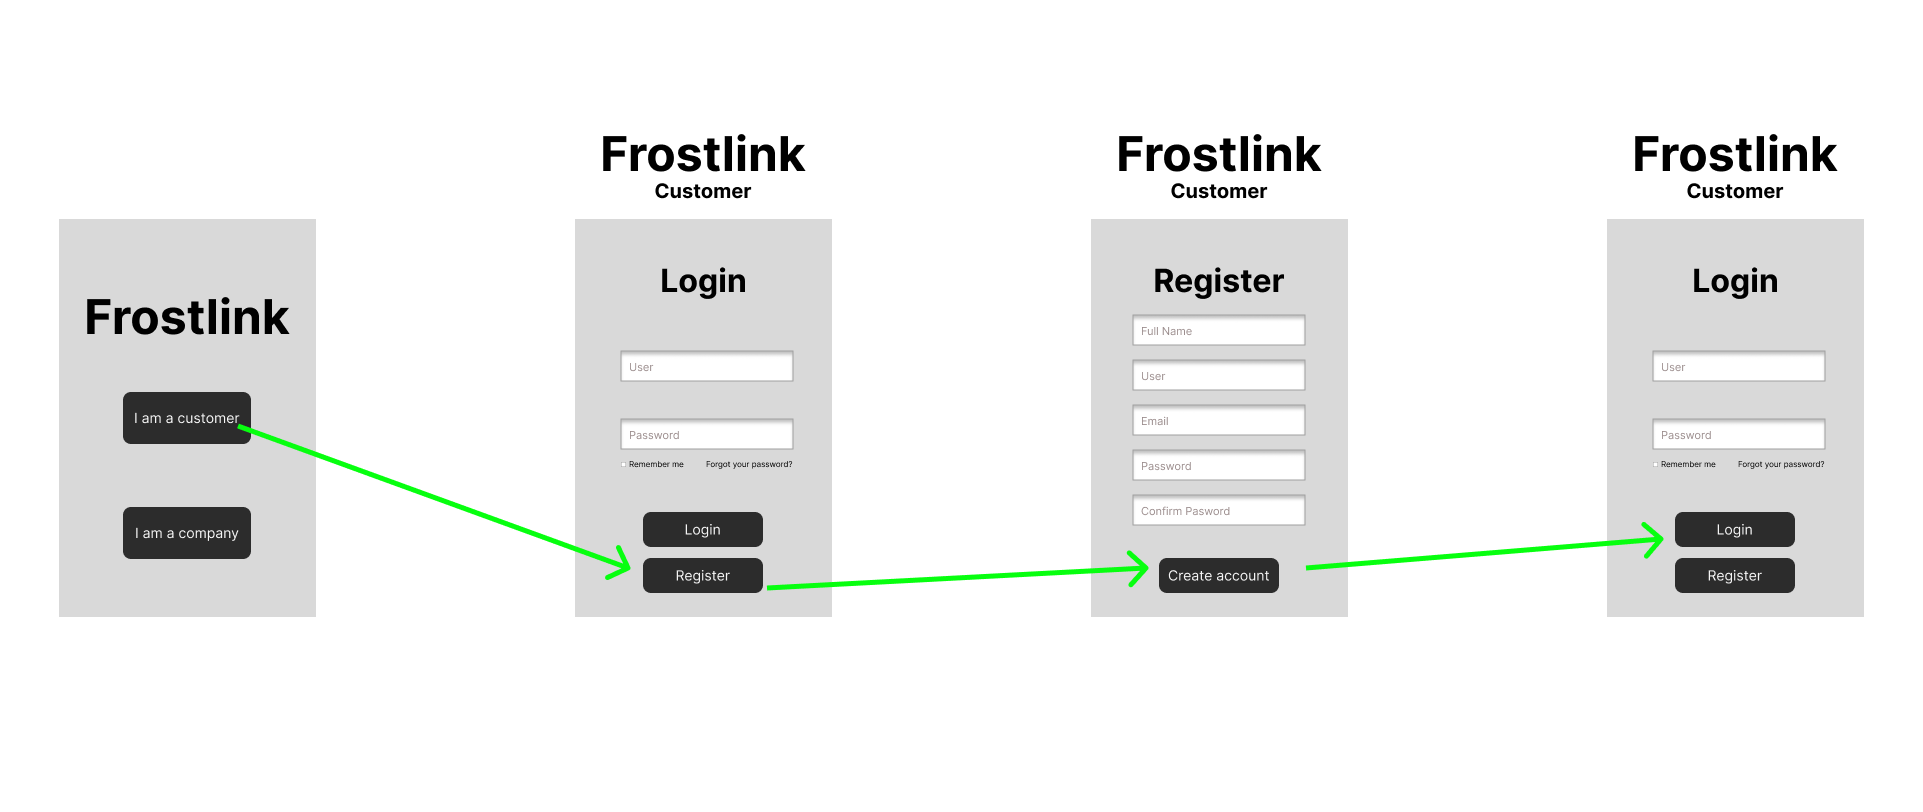 Frostlink
I am a customer
I am a company
Frostlink
Customer
Login
User
Password
Remember me Forgot your password?
Login
Register
Frostlink
Customer
Register
Full Name
User
Email
Password
Confirm Pasword
Create account
Frostlink
Customer
Login
User
Password
Remember me Forgot your password?
Login
Register